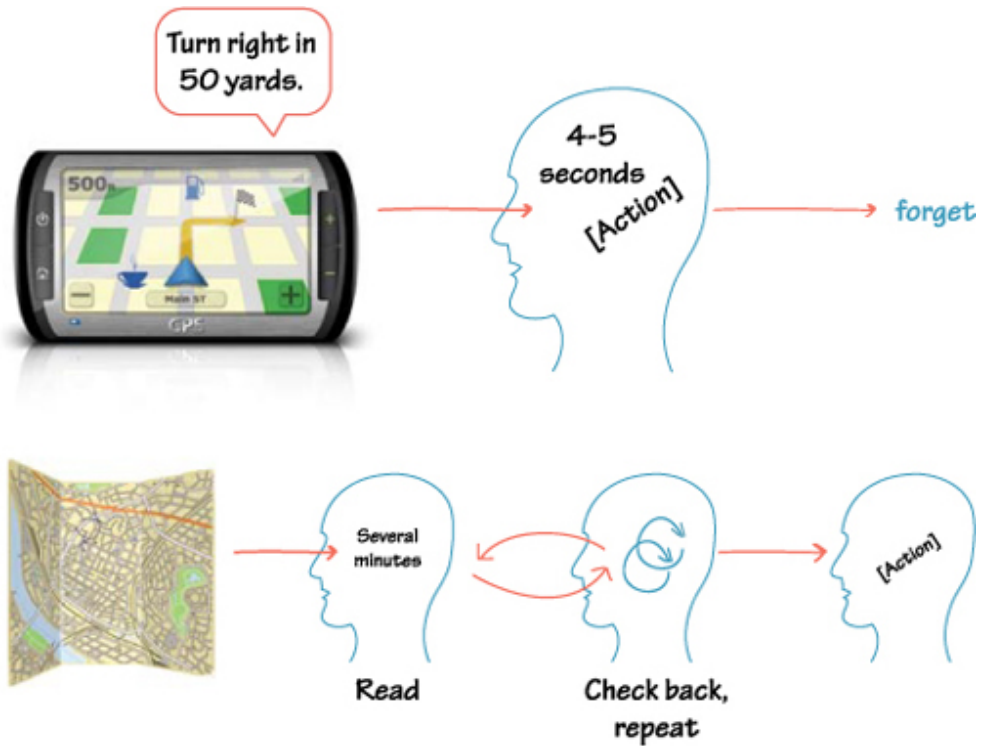 Turn right in
50 yards.
500
Main ST
GPS
4-5
seconds
[Action]
forget
Several
minutes
[Action]
Read
Check back,
repeat